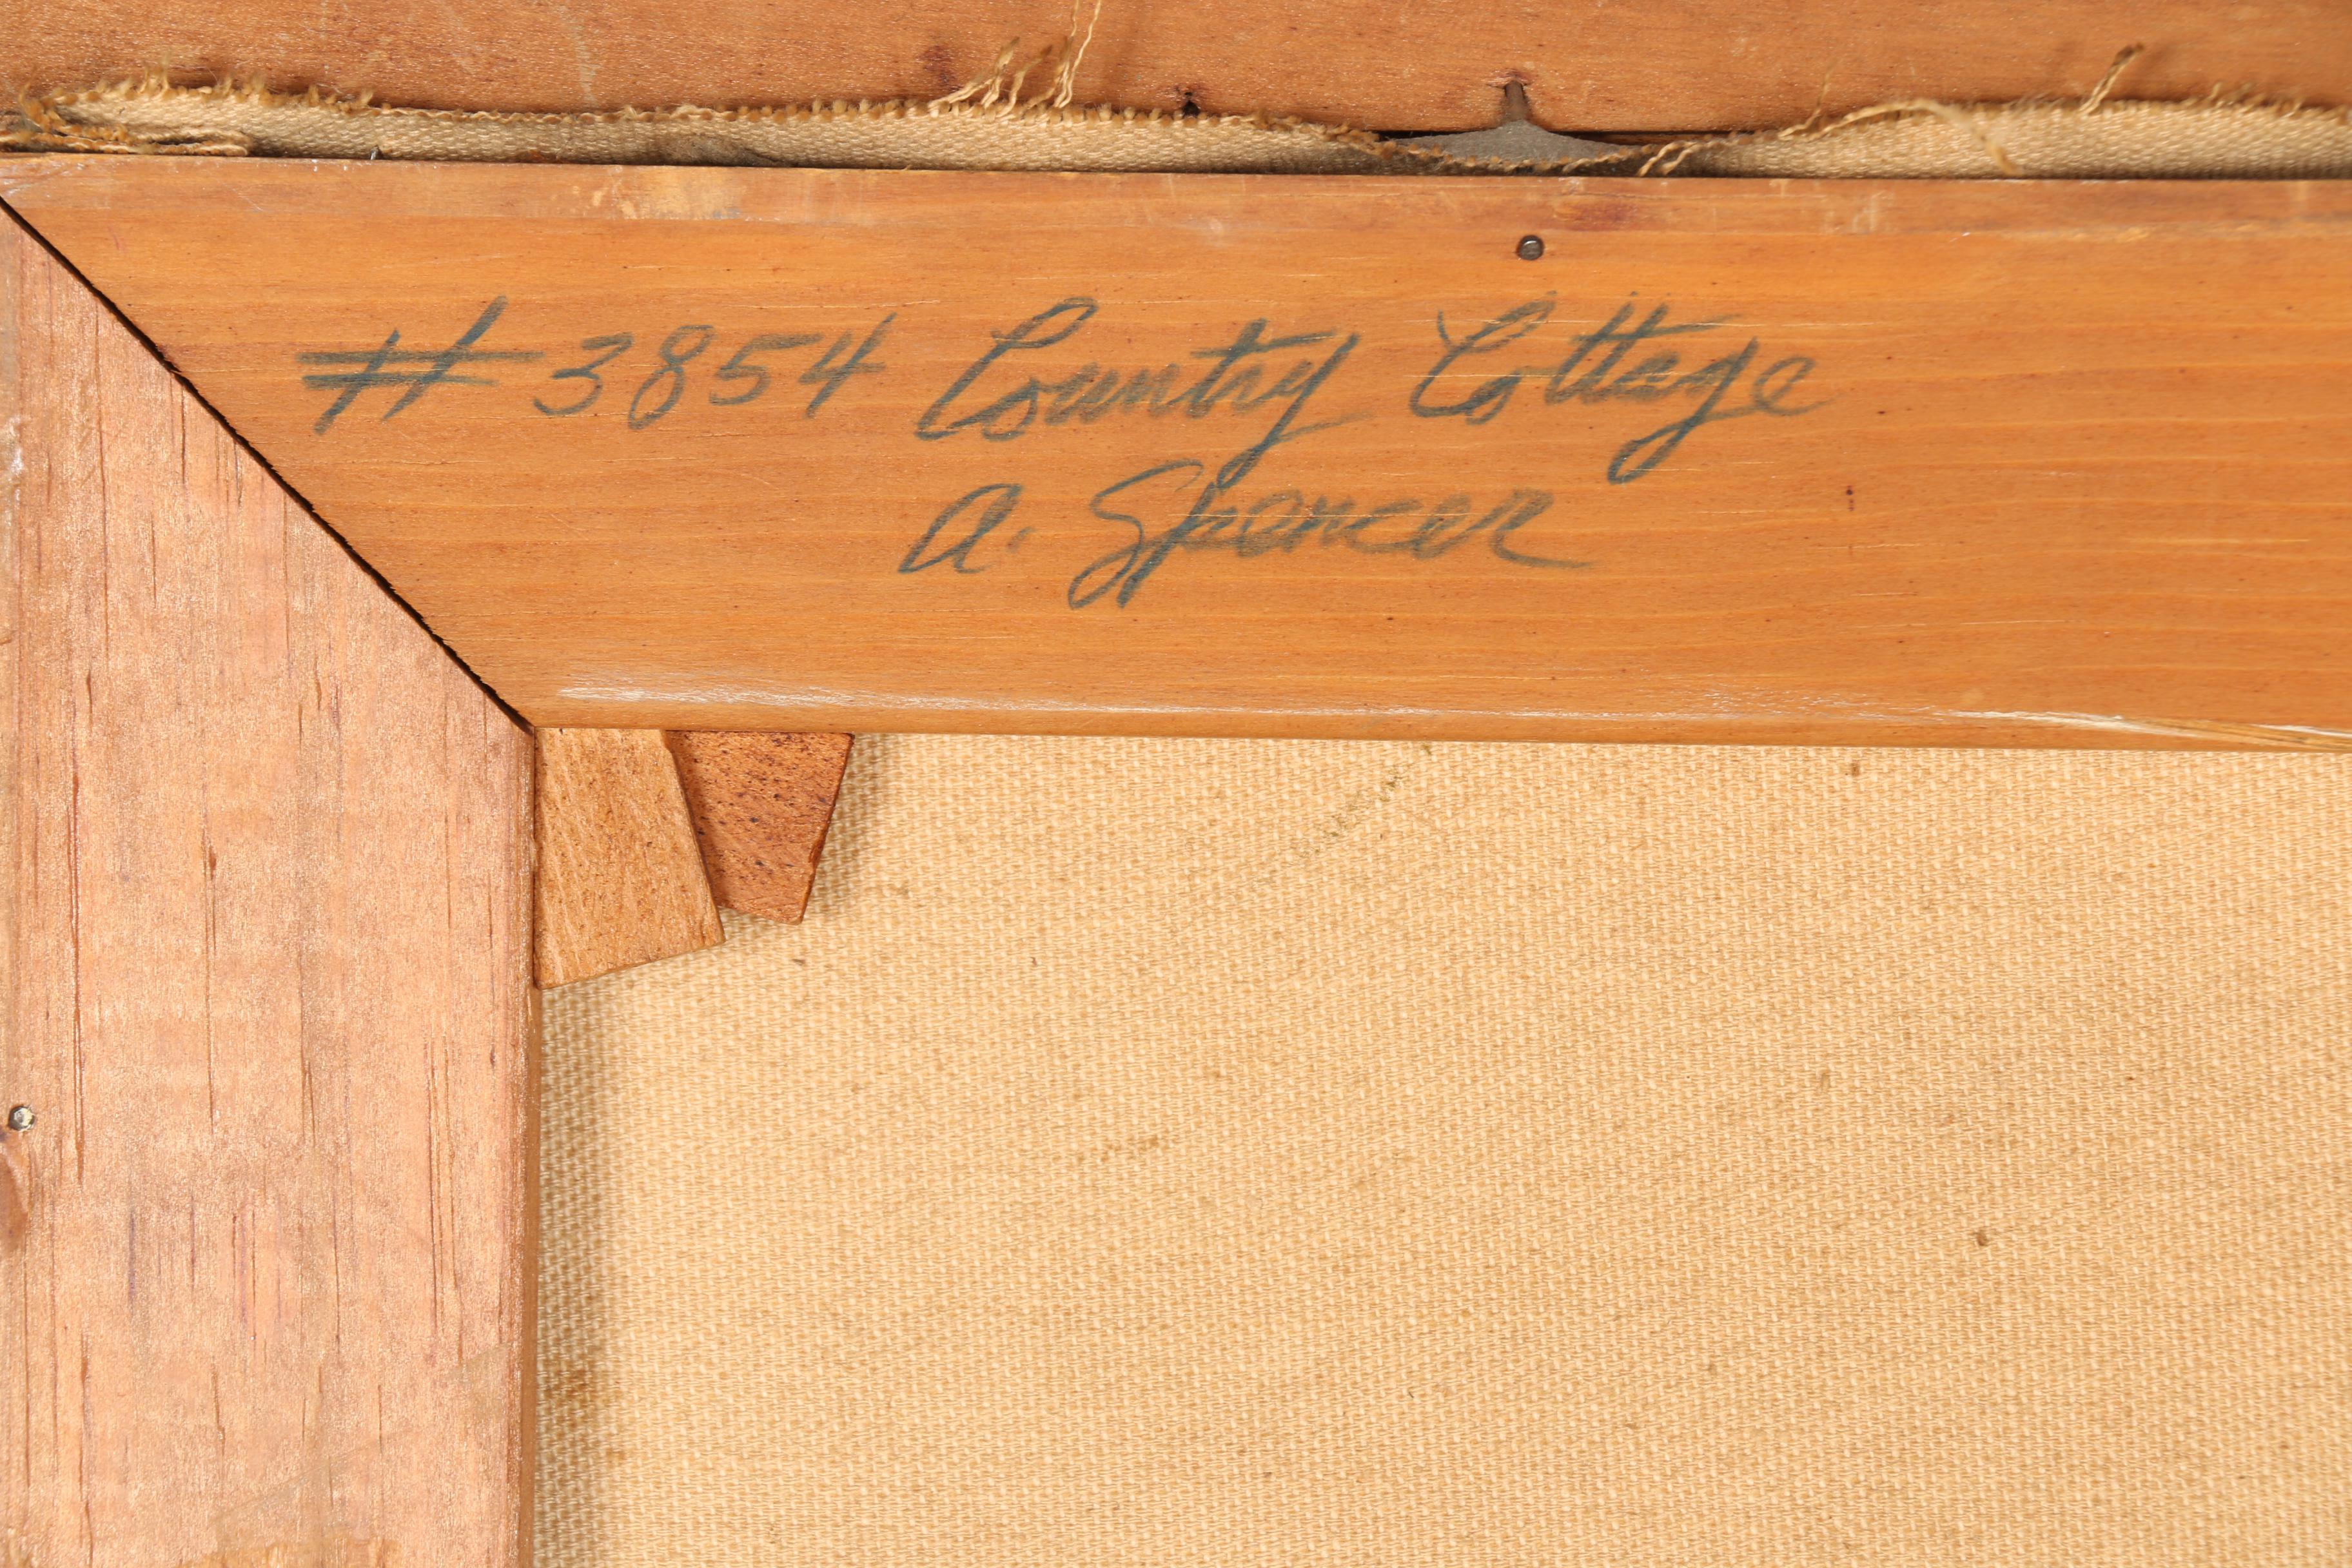 # 3854 Country Cottage
A. Spencer